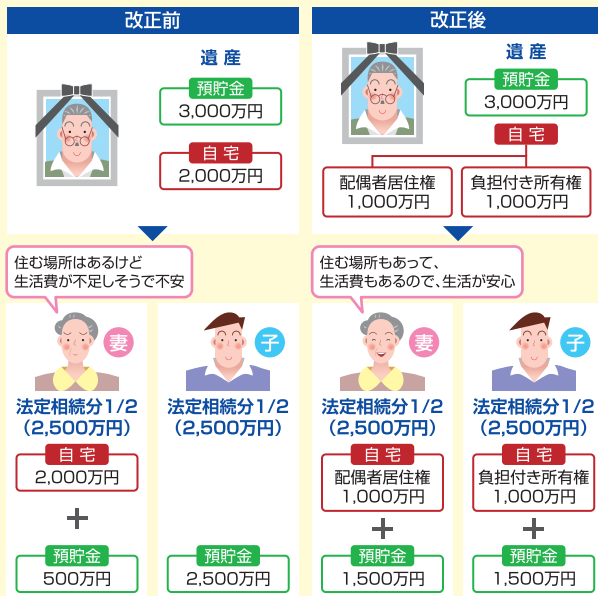 改正前
遺 産
預貯金
3,000万円
自 宅
2,000万円
住む場所はあるけど
生活費が不足しそうで不安
妻
法定相続分1/2
（2,500万円）
自 宅
2,000万円
＋
預貯金
500万円
子
法定相続分1/2
（2,500万円）
預貯金
2,500万円
改正後
遺 産
預貯金
3,000万円
自 宅
配偶者居住権
1,000万円
負担付き所有権
1,000万円
住む場所もあって、
生活費もあるので、生活が安心
妻
法定相続分1/2
（2,500万円）
自 宅
配偶者居住権
1,000万円
＋
預貯金
1,500万円
子
法定相続分1/2
（2,500万円）
自 宅
負担付き所有権
1,000万円
＋
預貯金
1,500万円